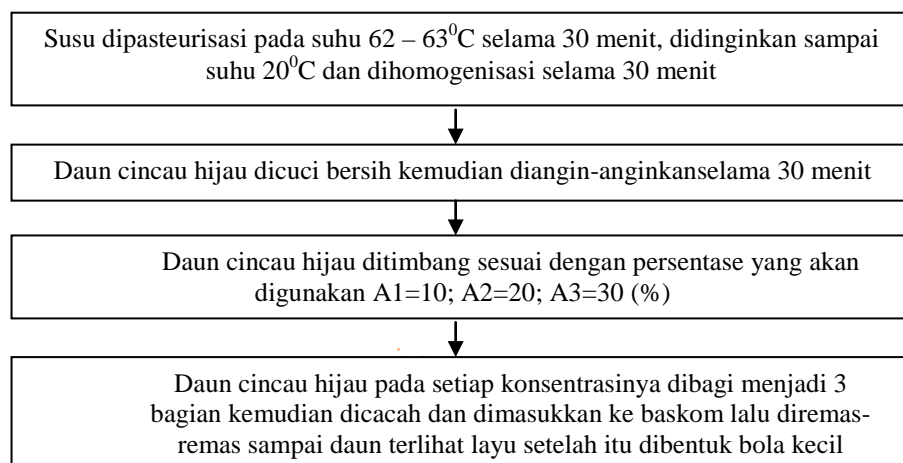 Susu dipasteurisasi pada suhu 62 – 63⁰C selama 30 menit, didinginkan sampai
suhu 20⁰C dan dihomogenisasi selama 30 menit
Daun cincau hijau dicuci bersih kemudian diangin-anginkanselama 30 menit
Daun cincau hijau ditimbang sesuai dengan persentase yang akan
digunakan A1=10; A2=20; A3=30 (%)
Daun cincau hijau pada setiap konsentrasinya dibagi menjadi 3
bagian kemudian dicacah dan dimasukkan ke baskom lalu diremas-
remas sampai daun terlihat layu setelah itu dibentuk bola kecil